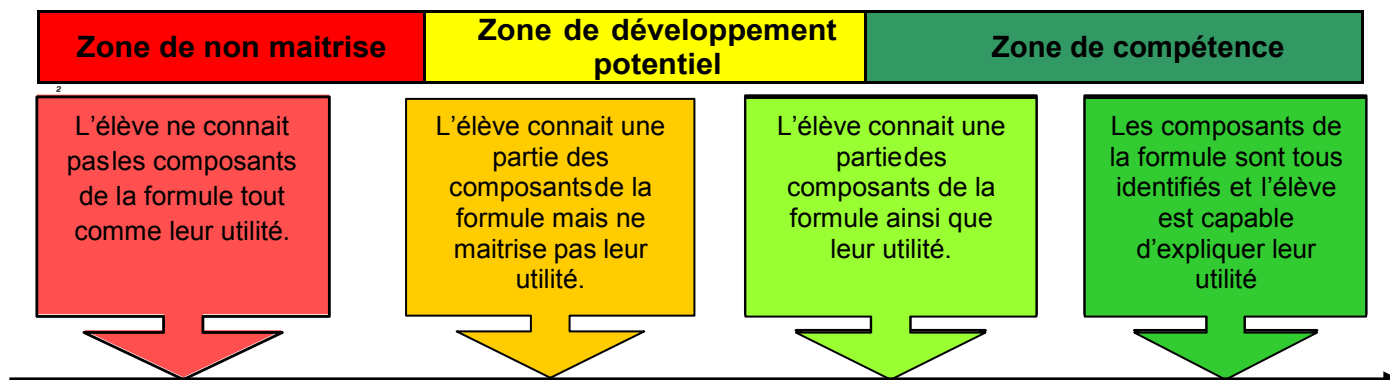 Zone de non maitrise
Zone de développement
potentiel
Zone de compétence
2
L'élève ne connait
pasles composants
de la formule tout
comme leur utilité.
L'élève connait une
partie des
composantsde la
formule mais ne
maitrise pas leur
utilité.
L'élève connait une
partiedes
composants de la
formule ainsi que
leur utilité.
Les composants de
la formule sont tous
identifiés et l'élève
est capable
d'expliquer leur
utilité